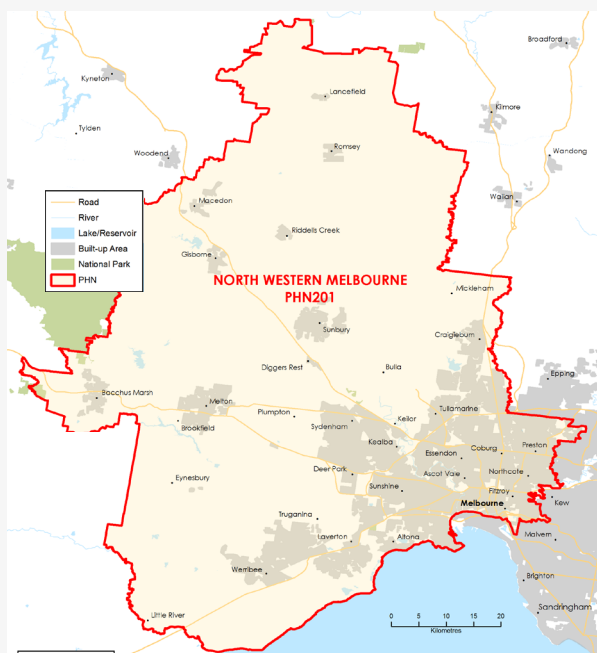 Broadford
Kyneton
Lancefield
Kilmore
Tylden
Romsey
Woodend
Wandong
Wallan
Macedon
Road
River
Lake/Reservoir
Built-up Area
National Park
PHN
Riddells Creek
Gisborne
NORTH WESTERN MELBOURNE
PHN201
Mickleham
Sunbury
Craigieburn
Diggers Rest
Bulla
Epping
Bacchus Marsh
Melton
Plumpton
Tullamarine
Keilor
Sydenham
Brookfield
Kealba
Essendon
Coburg
Preston
Deer Park
Ascot Vale
Northcote
Eynesbury
Sunshine
Fitzroy
Melbourne
Kew
Truganina
Laverton
Altona
Malvern
Werribee
Brighton
Little River
Sandringham
0 5 10 15 20
Kilometres